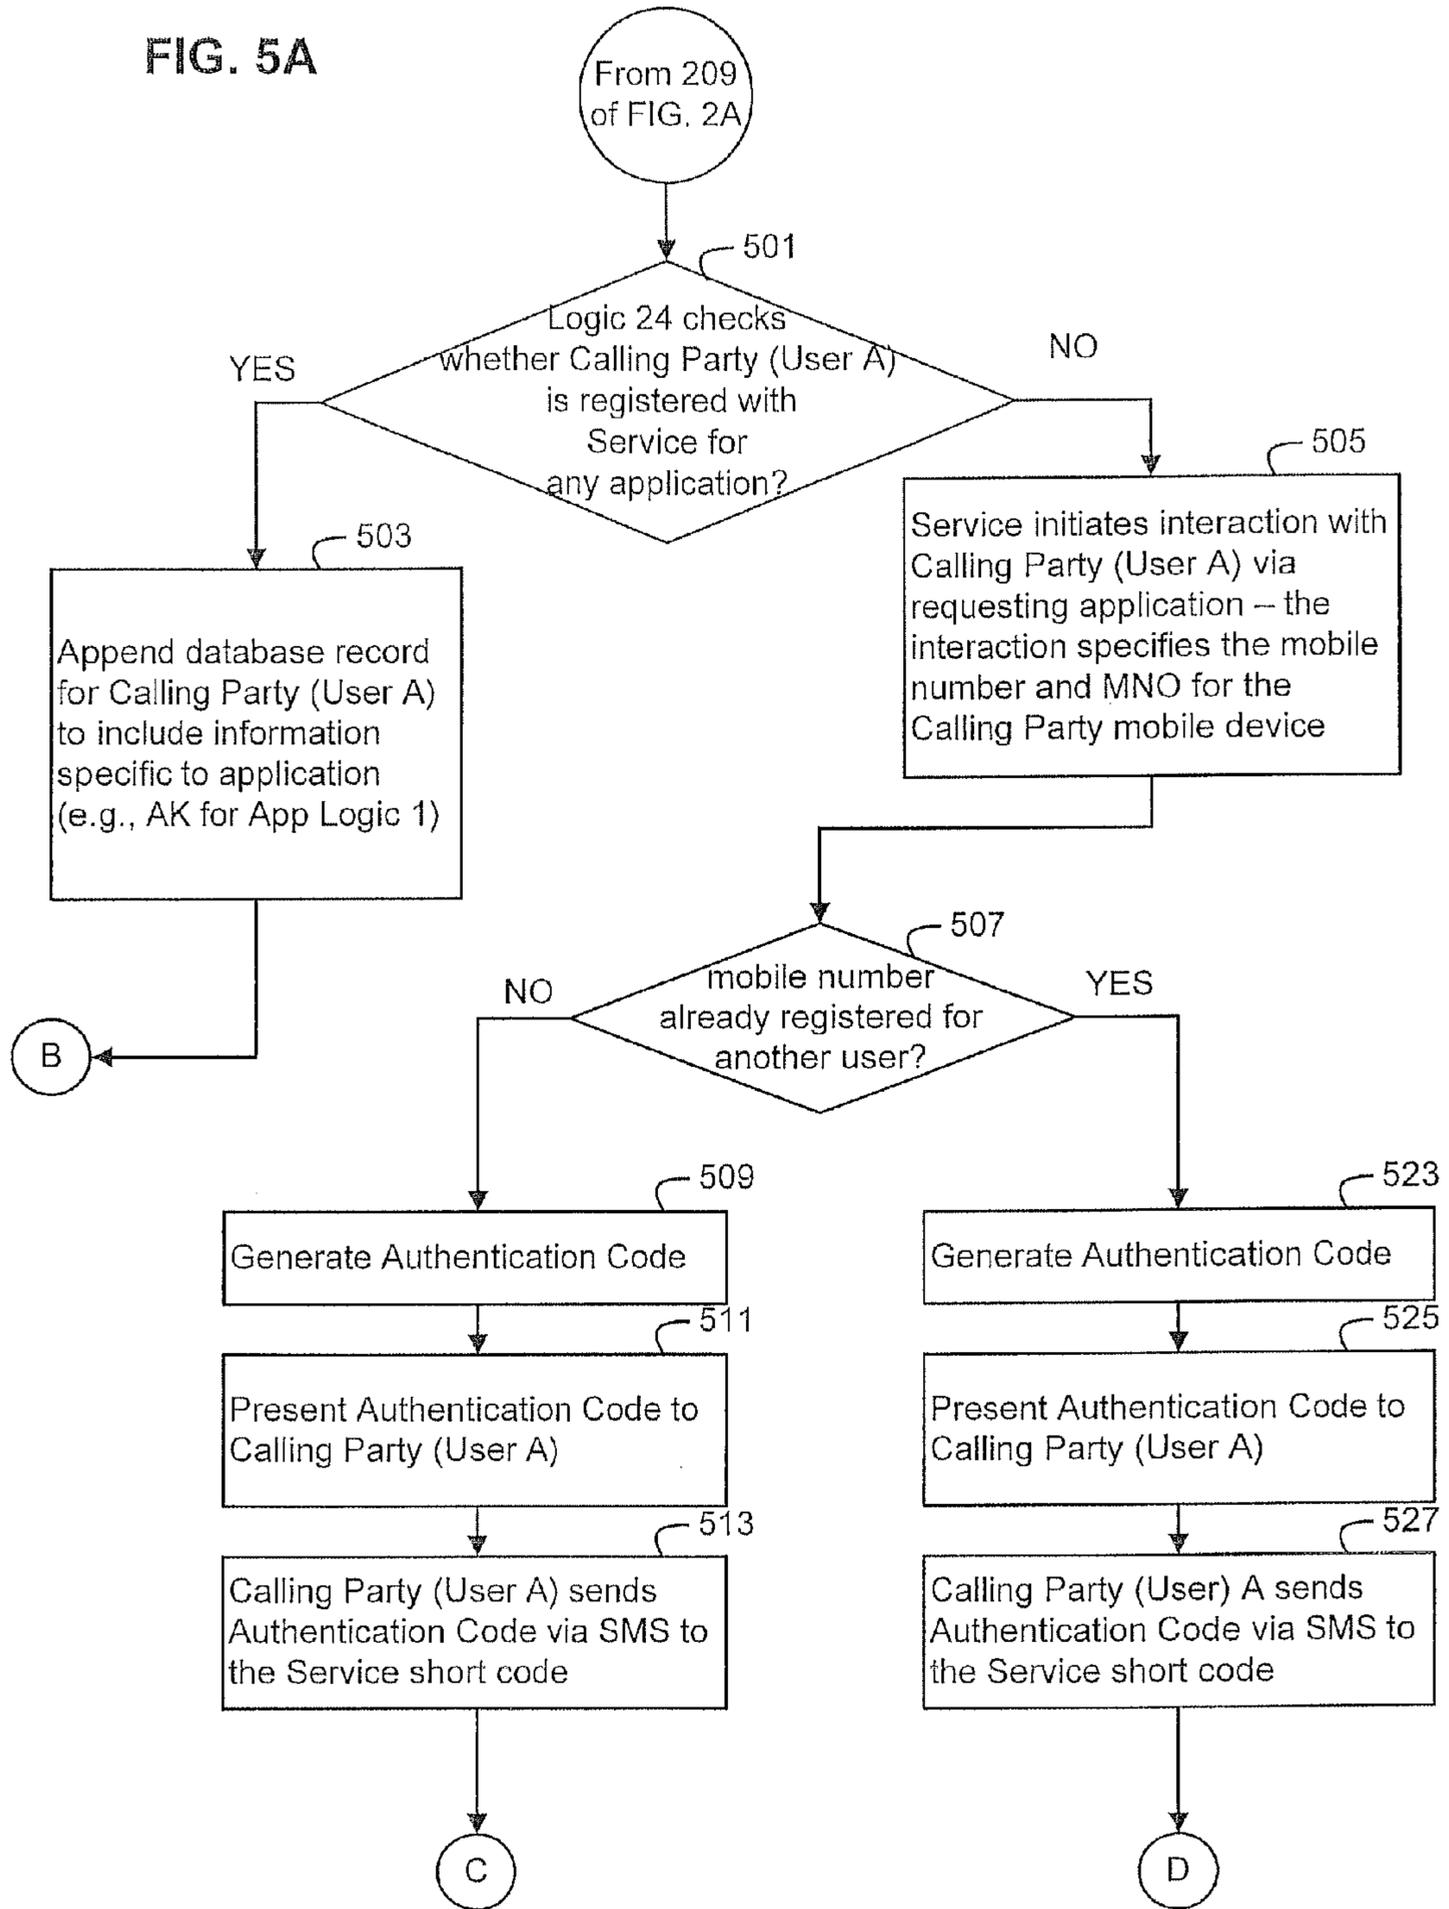 FIG. 5A
From 209
of FIG. 2A
501
Logic 24 checks
whether Calling Party (User A)
is registered with
Service for
any application?
YES
NO
503
Append database record
for Calling Party (User A)
to include information
specific to application
(e.g., AK for App Logic 1)
505
Service initiates interaction with
Calling Party (User A) via
requesting application – the
interaction specifies the mobile
number and MNO for the
Calling Party mobile device
B
507
mobile number
already registered for
another user?
NO
YES
509
Generate Authentication Code
511
Present Authentication Code to
Calling Party (User A)
513
Calling Party (User A) sends
Authentication Code via SMS to
the Service short code
C
523
Generate Authentication Code
525
Present Authentication Code to
Calling Party (User A)
527
Calling Party (User) A sends
Authentication Code via SMS to
the Service short code
D